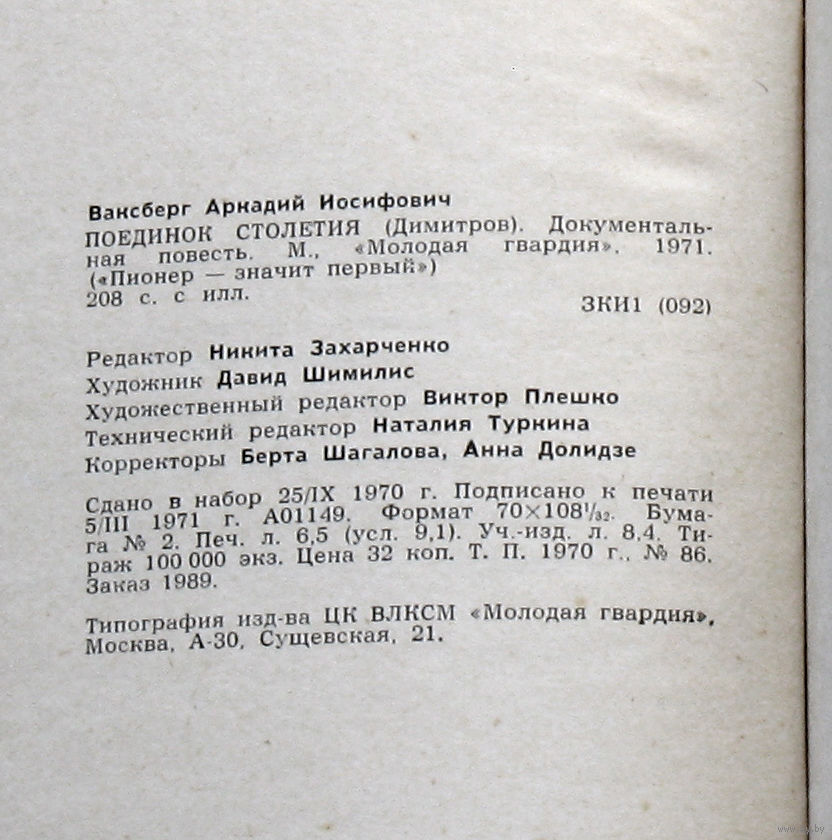 Ваксберг Аркадий Иосифович
ПОЕДИНОК СТОЛЕТИЯ (Димитров). Документаль-
ная повесть. М., «Молодая гвардия», 1971.
(«Пионер — значит первый»)
208 с. с илл.
ЗКИ1 (092)
Редактор Никита Захарченко
Художник Давид Шимилис
Художественный редактор Виктор Плешко
Технический редактор Наталия Туркина
Корректоры Берта Шагалова, Анна Долидзе
Сдано в набор 25/IX 1970 г. Подписано к печати
5/III 1971 г. А01149. Формат 70×108¹/₃₂. Бума-
га № 2. Печ. л. 6,5 (усл. 9,1). Уч.-изд. л. 8,4. Ти-
раж 100 000 экз. Цена 32 коп. Т. П. 1970 г., № 86.
Заказ 1989.
Типография изд-ва ЦК ВЛКСМ «Молодая гвардия»,
Москва, А-30, Сущевская, 21.